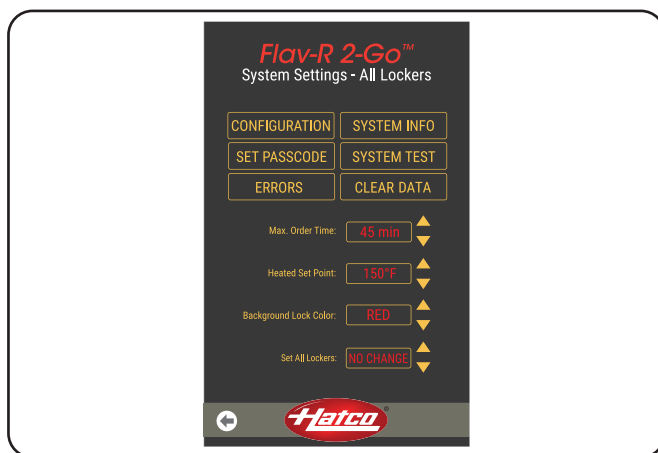 Flav-R 2-Go™
System Settings - All Lockers
CONFIGURATION SYSTEM INFO
SET PASSCODE SYSTEM TEST
ERRORS CLEAR DATA
Max. Order Time: 45 min
Heated Set Point: 150°F
Background Lock Color: RED
Set All Lockers: NO CHANGE
Hatco®